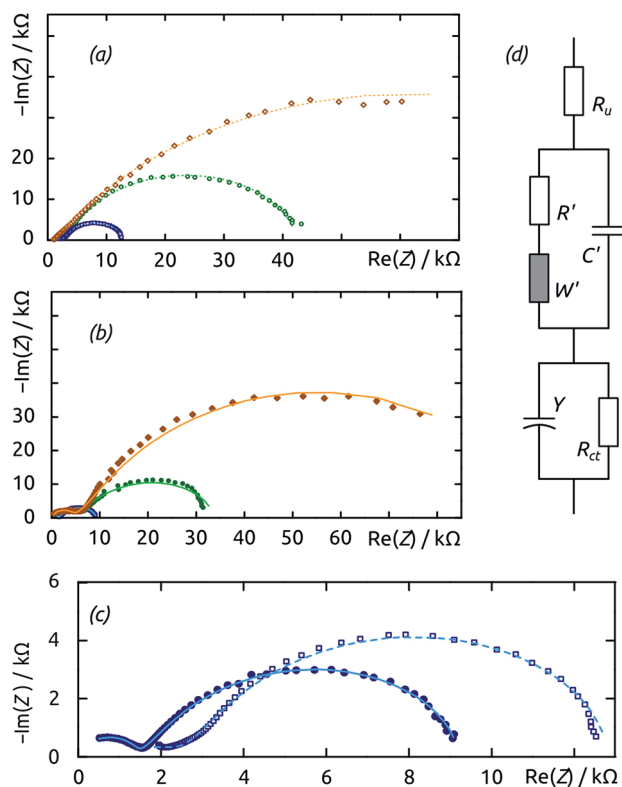 (a)
−Im(Z) / kΩ
20
10
0
0 10 20 30 40
Re(Z) / kΩ
(b)
−Im(Z) / kΩ
30
20
10
0
0 10 20 30 40 50 60
Re(Z) / kΩ
(c)
−Im(Z) / kΩ
6
4
2
0
0 2 4 6 8 10
Re(Z) / kΩ
(d)
R_u
R'
C'
W'
Y
R_ct